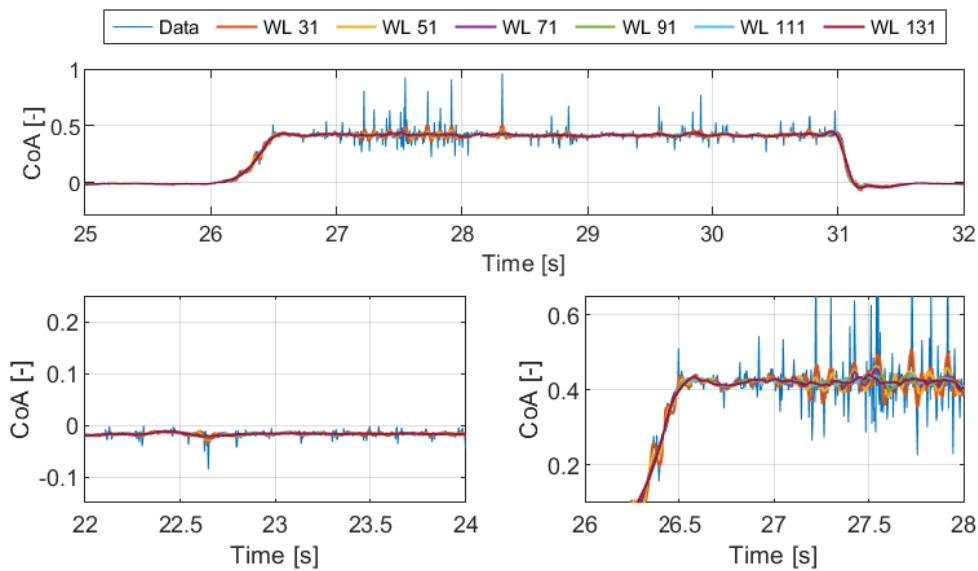 Data WL 31 WL 51 WL 71 WL 91 WL 111 WL 131
1
0.5
0
CoA [-]
25 26 27 28 29 30 31 32
Time [s]
0.2
0.1
0
-0.1
CoA [-]
22 22.5 23 23.5 24
Time [s]
0.6
0.4
0.2
CoA [-]
26 26.5 27 27.5 28
Time [s]